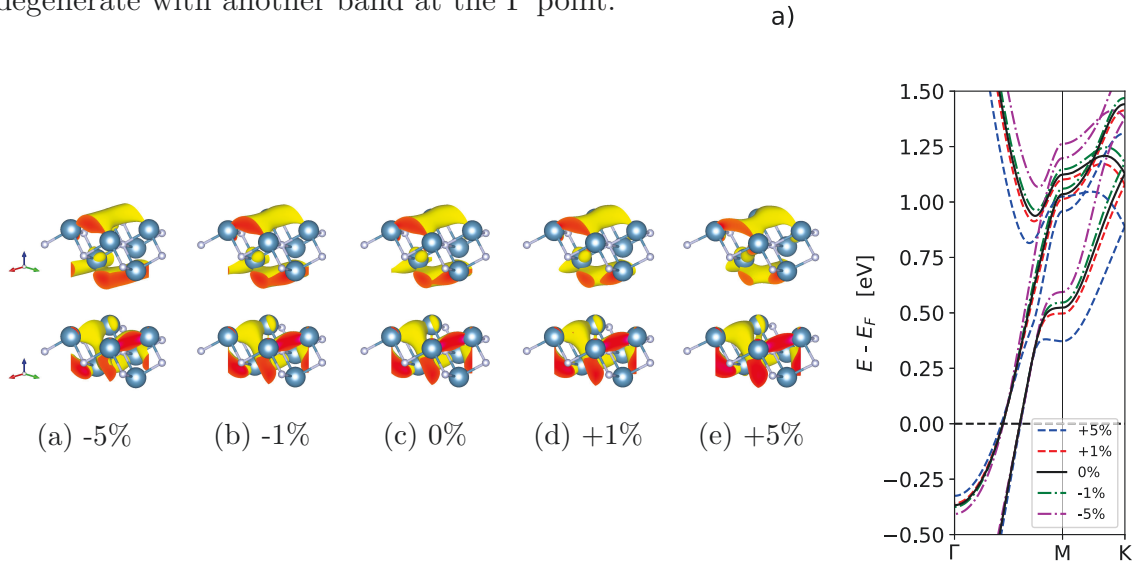 degenerate with another band at the Γ point.
a)
(a) -5%
(b) -1%
(c) 0%
(d) +1%
(e) +5%
E - E_F [eV]
1.50
1.25
1.00
0.75
0.50
0.25
0.00
−0.25
−0.50
+5%
+1%
0%
-1%
-5%
Γ
M
K